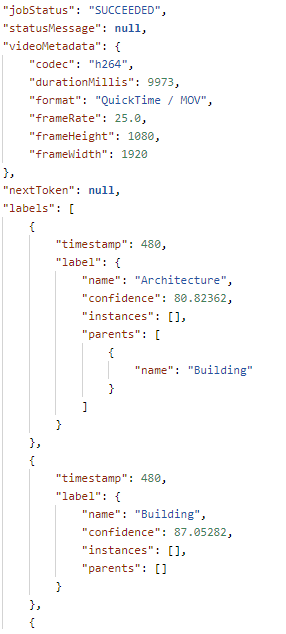 "jobStatus": "SUCCEEDED",
"statusMessage": null,
"videoMetadata": {
    "codec": "h264",
    "durationMillis": 9973,
    "format": "QuickTime / MOV",
    "frameRate": 25.0,
    "frameHeight": 1080,
    "frameWidth": 1920
},
"nextToken": null,
"labels": [
    {
        "timestamp": 480,
        "label": {
            "name": "Architecture",
            "confidence": 80.82362,
            "instances": [],
            "parents": [
                {
                    "name": "Building"
                }
            ]
        }
    },
    {
        "timestamp": 480,
        "label": {
            "name": "Building",
            "confidence": 87.05282,
            "instances": [],
            "parents": []
        }
    },
    {